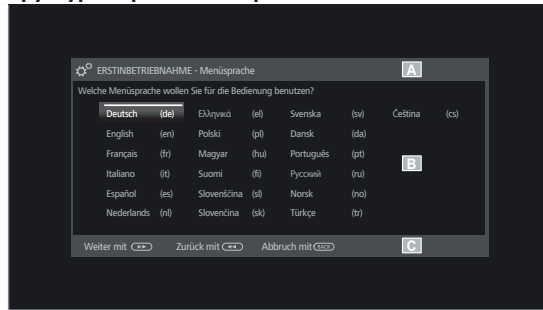 ERSTINBETRIEBNAHME - Menüsprache A
Welche Menüsprache wollen Sie für die Bedienung benutzen?
Deutsch (de) Ελληνικά (el) Svenska (sv) Čeština (cs)
English (en) Polski (pl) Dansk (da)
Français (fr) Magyar (hu) Português (pt)
B
Italiano (it) Suomi (fi) Русский (ru)
Español (es) Slovenščina (sl) Norsk (no)
Nederlands (nl) Slovenčina (sk) Türkçe (tr)
Weiter mit Zurück mit Abbruch mit BACK C